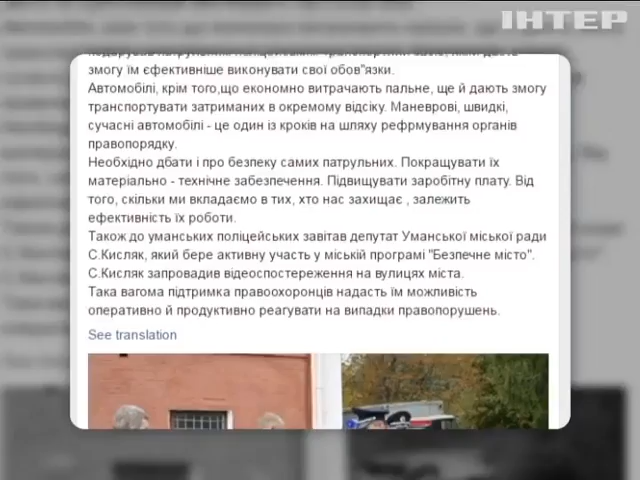 ІНТЕР
змогу їм єфективніше виконувати свої обов"язки.
Автомобілі, крім того,що економно витрачають пальне, ще й дають змогу
транспортувати затриманих в окремому відсіку. Маневрові, швидкі,
сучасні автомобілі - це один із кроків на шляху рефрмування органів
правопорядку.
Необхідно дбати і про безпеку самих патрульних. Покращувати їх
матеріально - технічне забезпечення. Підвищувати заробітну плату. Від
того, скільки ми вкладаємо в тих, хто нас захищає , залежить
ефективність їх роботи.
Також до уманських поліцейських завітав депутат Уманської міської ради
С.Кисляк, який бере активну участь у міській програмі "Безпечне місто".
С.Кисляк запровадив відеоспостереження на вулицях міста.
Така вагома підтримка правоохоронців надасть їм можливість
оперативно й продуктивно реагувати на випадки правопорушень.
See translation